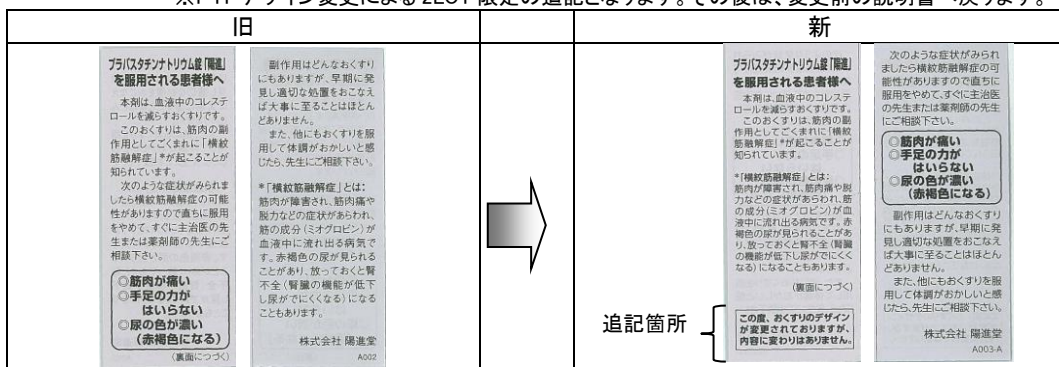 ※PTPデザイン変更による2LOT限定の追記となります。その後は、変更前の説明書へ戻ります。
旧
新
プラバスタチンナトリウム錠「陽進」
を服用される患者様へ
本剤は、血液中のコレステ
ロールを減らすおくすりです。
このおくすりは、筋肉の副
作用としてごくまれに「横紋
筋融解症」*が起こることが
知られています。
次のような症状がみられま
したら横紋筋融解症の可能
性がありますので直ちに服用
をやめて、すぐに主治医の先
生または薬剤師の先生にご
相談下さい。
◎筋肉が痛い
◎手足の力が
はいらない
◎尿の色が濃い
(赤褐色になる)
(裏面につづく)
副作用はどんなおくすり
にもありますが、早期に発
見し適切な処置をおこなえ
ば大事に至ることはほとん
どありません。
また、他にもおくすりを服
用して体調がおかしいと感
じたら、先生にご相談下さい。
*「横紋筋融解症」とは:
筋肉が障害され、筋肉痛や
脱力などの症状があらわれ、
筋の成分(ミオグロビン)が
血液中に流れ出る病気で
す。赤褐色の尿が見られる
ことがあり、放っておくと腎
不全(腎臓の機能が低下
し尿がでにくくなる)になる
こともあります。
株式会社 陽進堂
A002
プラバスタチンナトリウム錠「陽進」
を服用される患者様へ
本剤は、血液中のコレステ
ロールを減らすおくすりです。
このおくすりは、筋肉の副
作用としてごくまれに「横紋
筋融解症」*が起こることが
知られています。
*「横紋筋融解症」とは:
筋肉が障害され、筋肉痛や脱
力などの症状があらわれ、筋
の成分(ミオグロビン)が血
液中に流れ出る病気です。赤
褐色の尿が見られることがあ
り、放っておくと腎不全(腎臓
の機能が低下し尿がでにくく
なる)になることもあります。
(裏面につづく)
この度、おくすりのデザイン
が変更されておりますが、
内容に変わりはありません。
追記箇所
次のような症状がみられ
ましたら横紋筋融解症の可
能性がありますので直ちに
服用をやめて、すぐに主治医
の先生または薬剤師の先生
にご相談下さい。
◎筋肉が痛い
◎手足の力が
はいらない
◎尿の色が濃い
(赤褐色になる)
副作用はどんなおくすり
にもありますが、早期に発
見し適切な処置をおこなえ
ば大事に至ることはほとん
どありません。
また、他にもおくすりを服
用して体調がおかしいと感
じたら、先生にご相談下さい。
株式会社 陽進堂
A003-A